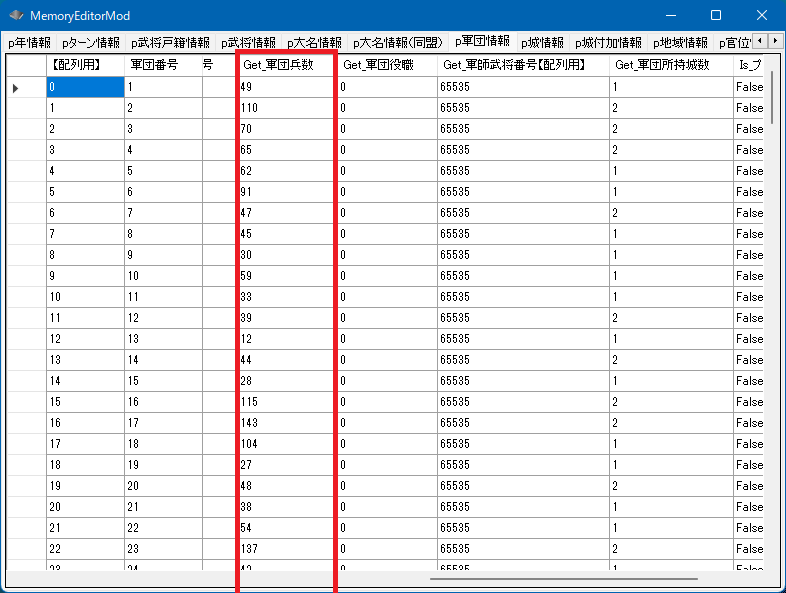 MemoryEditorMod
p年情報 pターン情報 p武将戸籍情報 p武将情報 p大名情報 p大名情報(同盟) p軍団情報 p城情報 p城付加情報 p地域情報 p官位
【配列用】 軍団番号 号 Get_軍団兵数 Get_軍団役職 Get_軍師武将番号【配列用】 Get_軍団所持城数 Is_プ
0 1 49 0 65535 1 False
1 2 110 0 65535 2 False
2 3 70 0 65535 2 False
3 4 65 0 65535 2 False
4 5 62 0 65535 1 False
5 6 91 0 65535 1 False
6 7 47 0 65535 2 False
7 8 45 0 65535 1 False
8 9 30 0 65535 1 False
9 10 59 0 65535 1 False
10 11 33 0 65535 1 False
11 12 39 0 65535 2 False
12 13 12 0 65535 1 False
13 14 44 0 65535 2 False
14 15 28 0 65535 1 False
15 16 115 0 65535 2 False
16 17 143 0 65535 2 False
17 18 104 0 65535 1 False
18 19 27 0 65535 1 False
19 20 48 0 65535 2 False
20 21 38 0 65535 1 False
21 22 54 0 65535 1 False
22 23 137 0 65535 2 False
23 24 0 65535 1 False